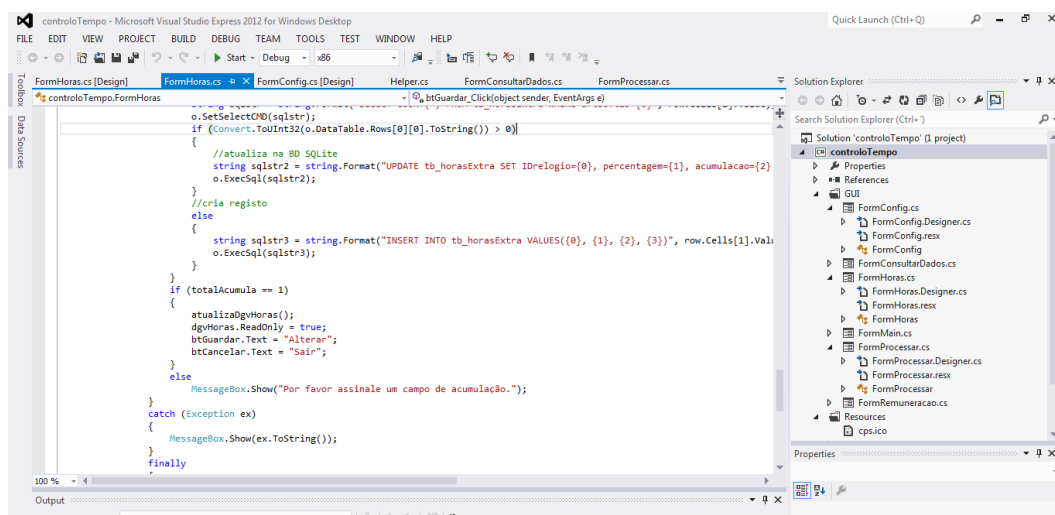 controloTempo - Microsoft Visual Studio Express 2012 for Windows Desktop
Quick Launch (Ctrl+Q)
FILE EDIT VIEW PROJECT BUILD DEBUG TEAM TOOLS TEST WINDOW HELP
Start Debug x86
Toolbox
Data Sources
FormHoras.cs [Design] FormHoras.cs FormConfig.cs [Design] Helper.cs FormConsultarDados.cs FormProcessar.cs
controloTempo.FormHoras btGuardar_Click(object sender, EventArgs e)
o.SetSelectCMD(sqlstr);
if (Convert.ToUInt32(o.DataTable.Rows[0][0].ToString()) > 0)
{
//atualiza na BD SQLite
string sqlstr2 = string.Format("UPDATE tb_horasExtra SET IDrelogio={0}, percentagem={1}, acumulacao={2}
o.ExecSql(sqlstr2);
}
//cria registo
else
{
string sqlstr3 = string.Format("INSERT INTO tb_horasExtra VALUES({0}, {1}, {2}, {3})", row.Cells[1].Valu
o.ExecSql(sqlstr3);
}
}
if (totalAcumula == 1)
{
atualizaDgvHoras();
dgvHoras.ReadOnly = true;
btGuardar.Text = "Alterar";
btCancelar.Text = "Sair";
}
else
MessageBox.Show("Por favor assinale um campo de acumulação.");
}
catch (Exception ex)
{
MessageBox.Show(ex.ToString());
}
finally
100 %
Output
Solution Explorer
Search Solution Explorer (Ctrl+')
Solution 'controloTempo' (1 project)
controloTempo
Properties
References
GUI
FormConfig.cs
FormConfig.Designer.cs
FormConfig.resx
FormConfig
FormConsultarDados.cs
FormHoras.cs
FormHoras.Designer.cs
FormHoras.resx
FormHoras
FormMain.cs
FormProcessar.cs
FormProcessar.Designer.cs
FormProcessar.resx
FormProcessar
FormRemuneracao.cs
Resources
cps.ico
Properties